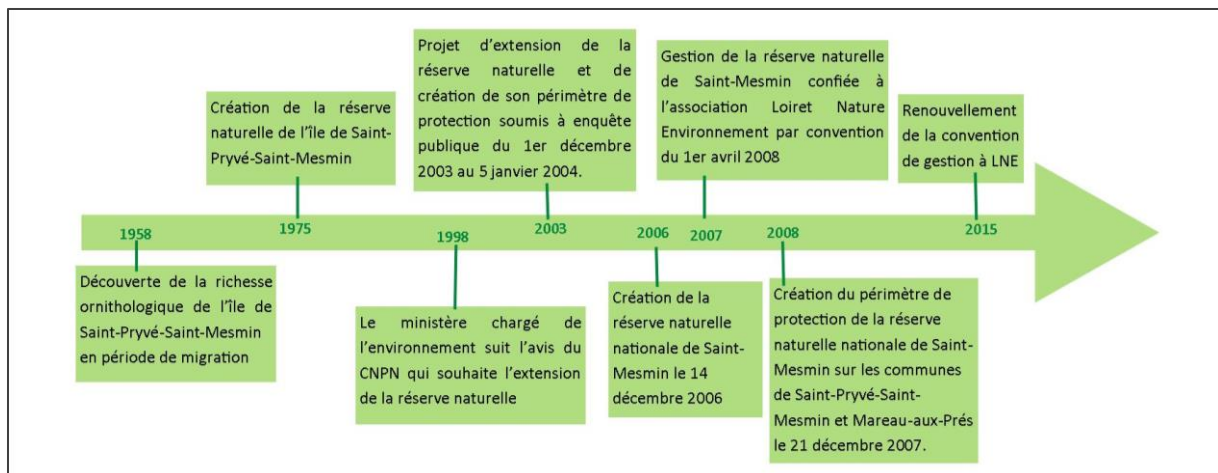 Création de la réserve
naturelle de l'île de Saint-
Pryvé-Saint-Mesmin
Projet d'extension de la
réserve naturelle et de
création de son périmètre de
protection soumis à enquête
publique du 1er décembre
2003 au 5 janvier 2004.
Gestion de la réserve naturelle
de Saint-Mesmin confiée à
l'association Loiret Nature
Environnement par convention
du 1er avril 2008
Renouvellement
de la convention
de gestion à LNE
1958
1975
1998
2003
2006
2007
2008
2015
Découverte de la richesse
ornithologique de l'île de
Saint-Pryvé-Saint-Mesmin
en période de migration
Le ministère chargé de
l'environnement suit l'avis du
CNPN qui souhaite l'extension
de la réserve naturelle
Création de la
réserve naturelle
nationale de Saint-
Mesmin le 14
décembre 2006
Création du périmètre de
protection de la réserve
naturelle nationale de Saint-
Mesmin sur les communes
de Saint-Pryvé-Saint-
Mesmin et Mareau-aux-Prés
le 21 décembre 2007.